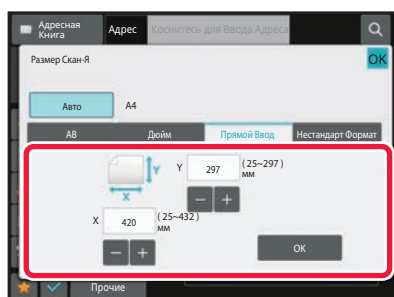 Адресная Книга
Адрес
Коснитесь для Ввода Адреса
Размер Скан-Я
OK
Авто
A4
АВ
Дюйм
Прямой Ввод
Нестандарт Формат
Y
Y 297 (25~297) мм
X
X 420 (25~432) мм
OK
Прочие